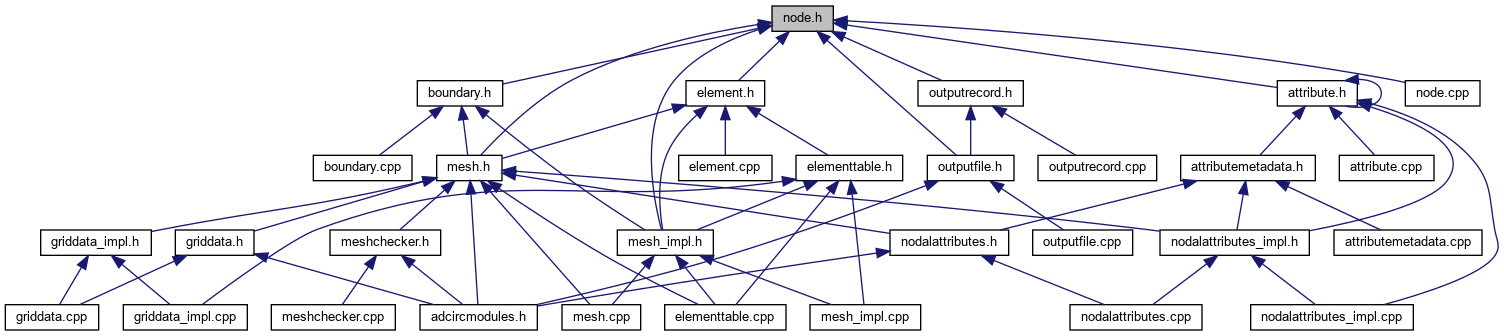 node.h
boundary.h
element.h
outputrecord.h
attribute.h
node.cpp
boundary.cpp
mesh.h
element.cpp
elementtable.h
outputfile.h
outputrecord.cpp
attributemetadata.h
attribute.cpp
griddata_impl.h
griddata.h
meshchecker.h
mesh_impl.h
nodalattributes.h
outputfile.cpp
nodalattributes_impl.h
attributemetadata.cpp
griddata.cpp
griddata_impl.cpp
meshchecker.cpp
adcircmodules.h
mesh.cpp
elementtable.cpp
mesh_impl.cpp
nodalattributes.cpp
nodalattributes_impl.cpp